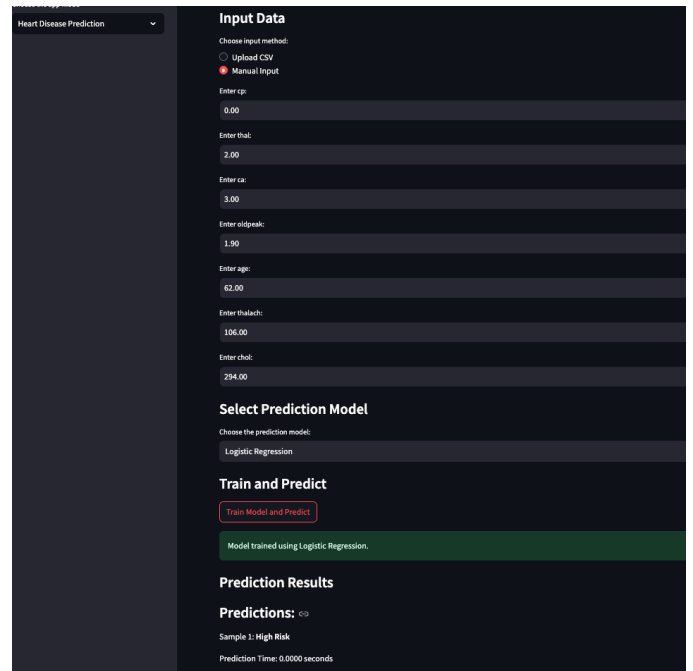 Heart Disease Prediction
Input Data
Choose input method:
Upload CSV
Manual Input
Enter cp:
0.00
Enter thal:
2.00
Enter ca:
3.00
Enter oldpeak:
1.90
Enter age:
62.00
Enter thalach:
106.00
Enter chol:
294.00
Select Prediction Model
Choose the prediction model:
Logistic Regression
Train and Predict
Train Model and Predict
Model trained using Logistic Regression.
Prediction Results
Predictions:
Sample 1: High Risk
Prediction Time: 0.0000 seconds